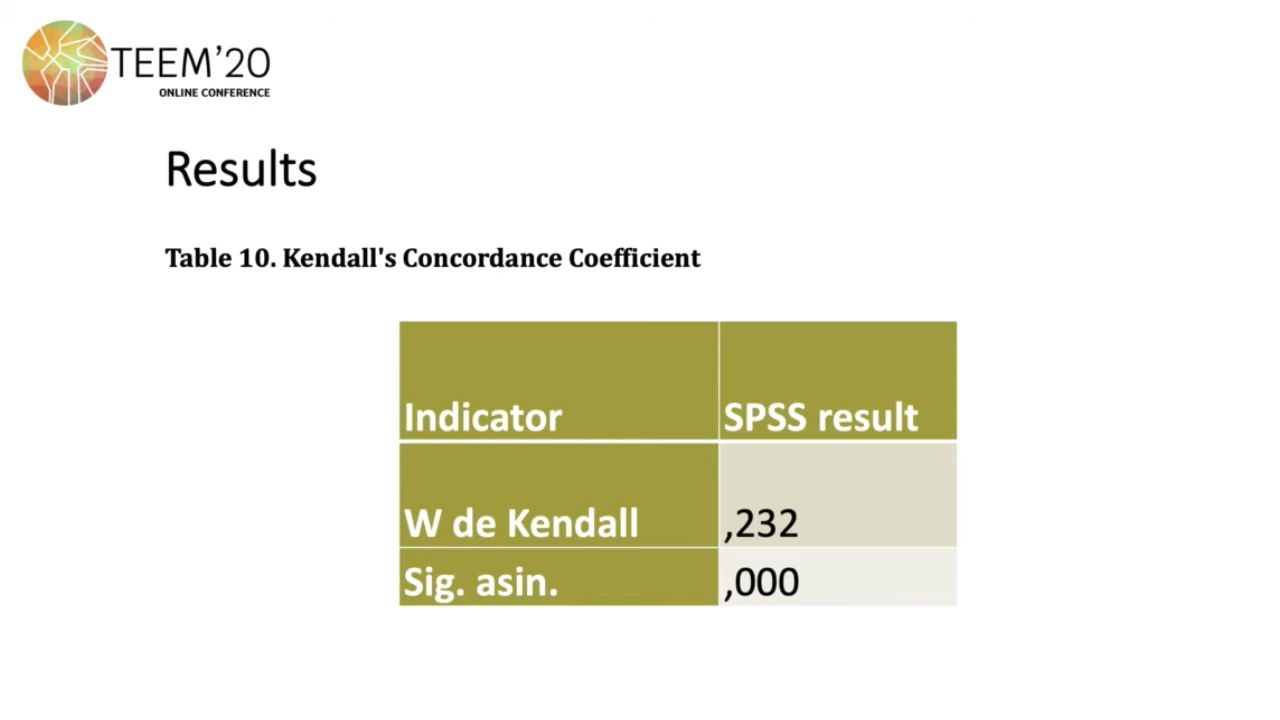 TEEM’20
ONLINE CONFERENCE
Results
Table 10. Kendall's Concordance Coefficient
Indicator SPSS result
W de Kendall ,232
Sig. asin. ,000